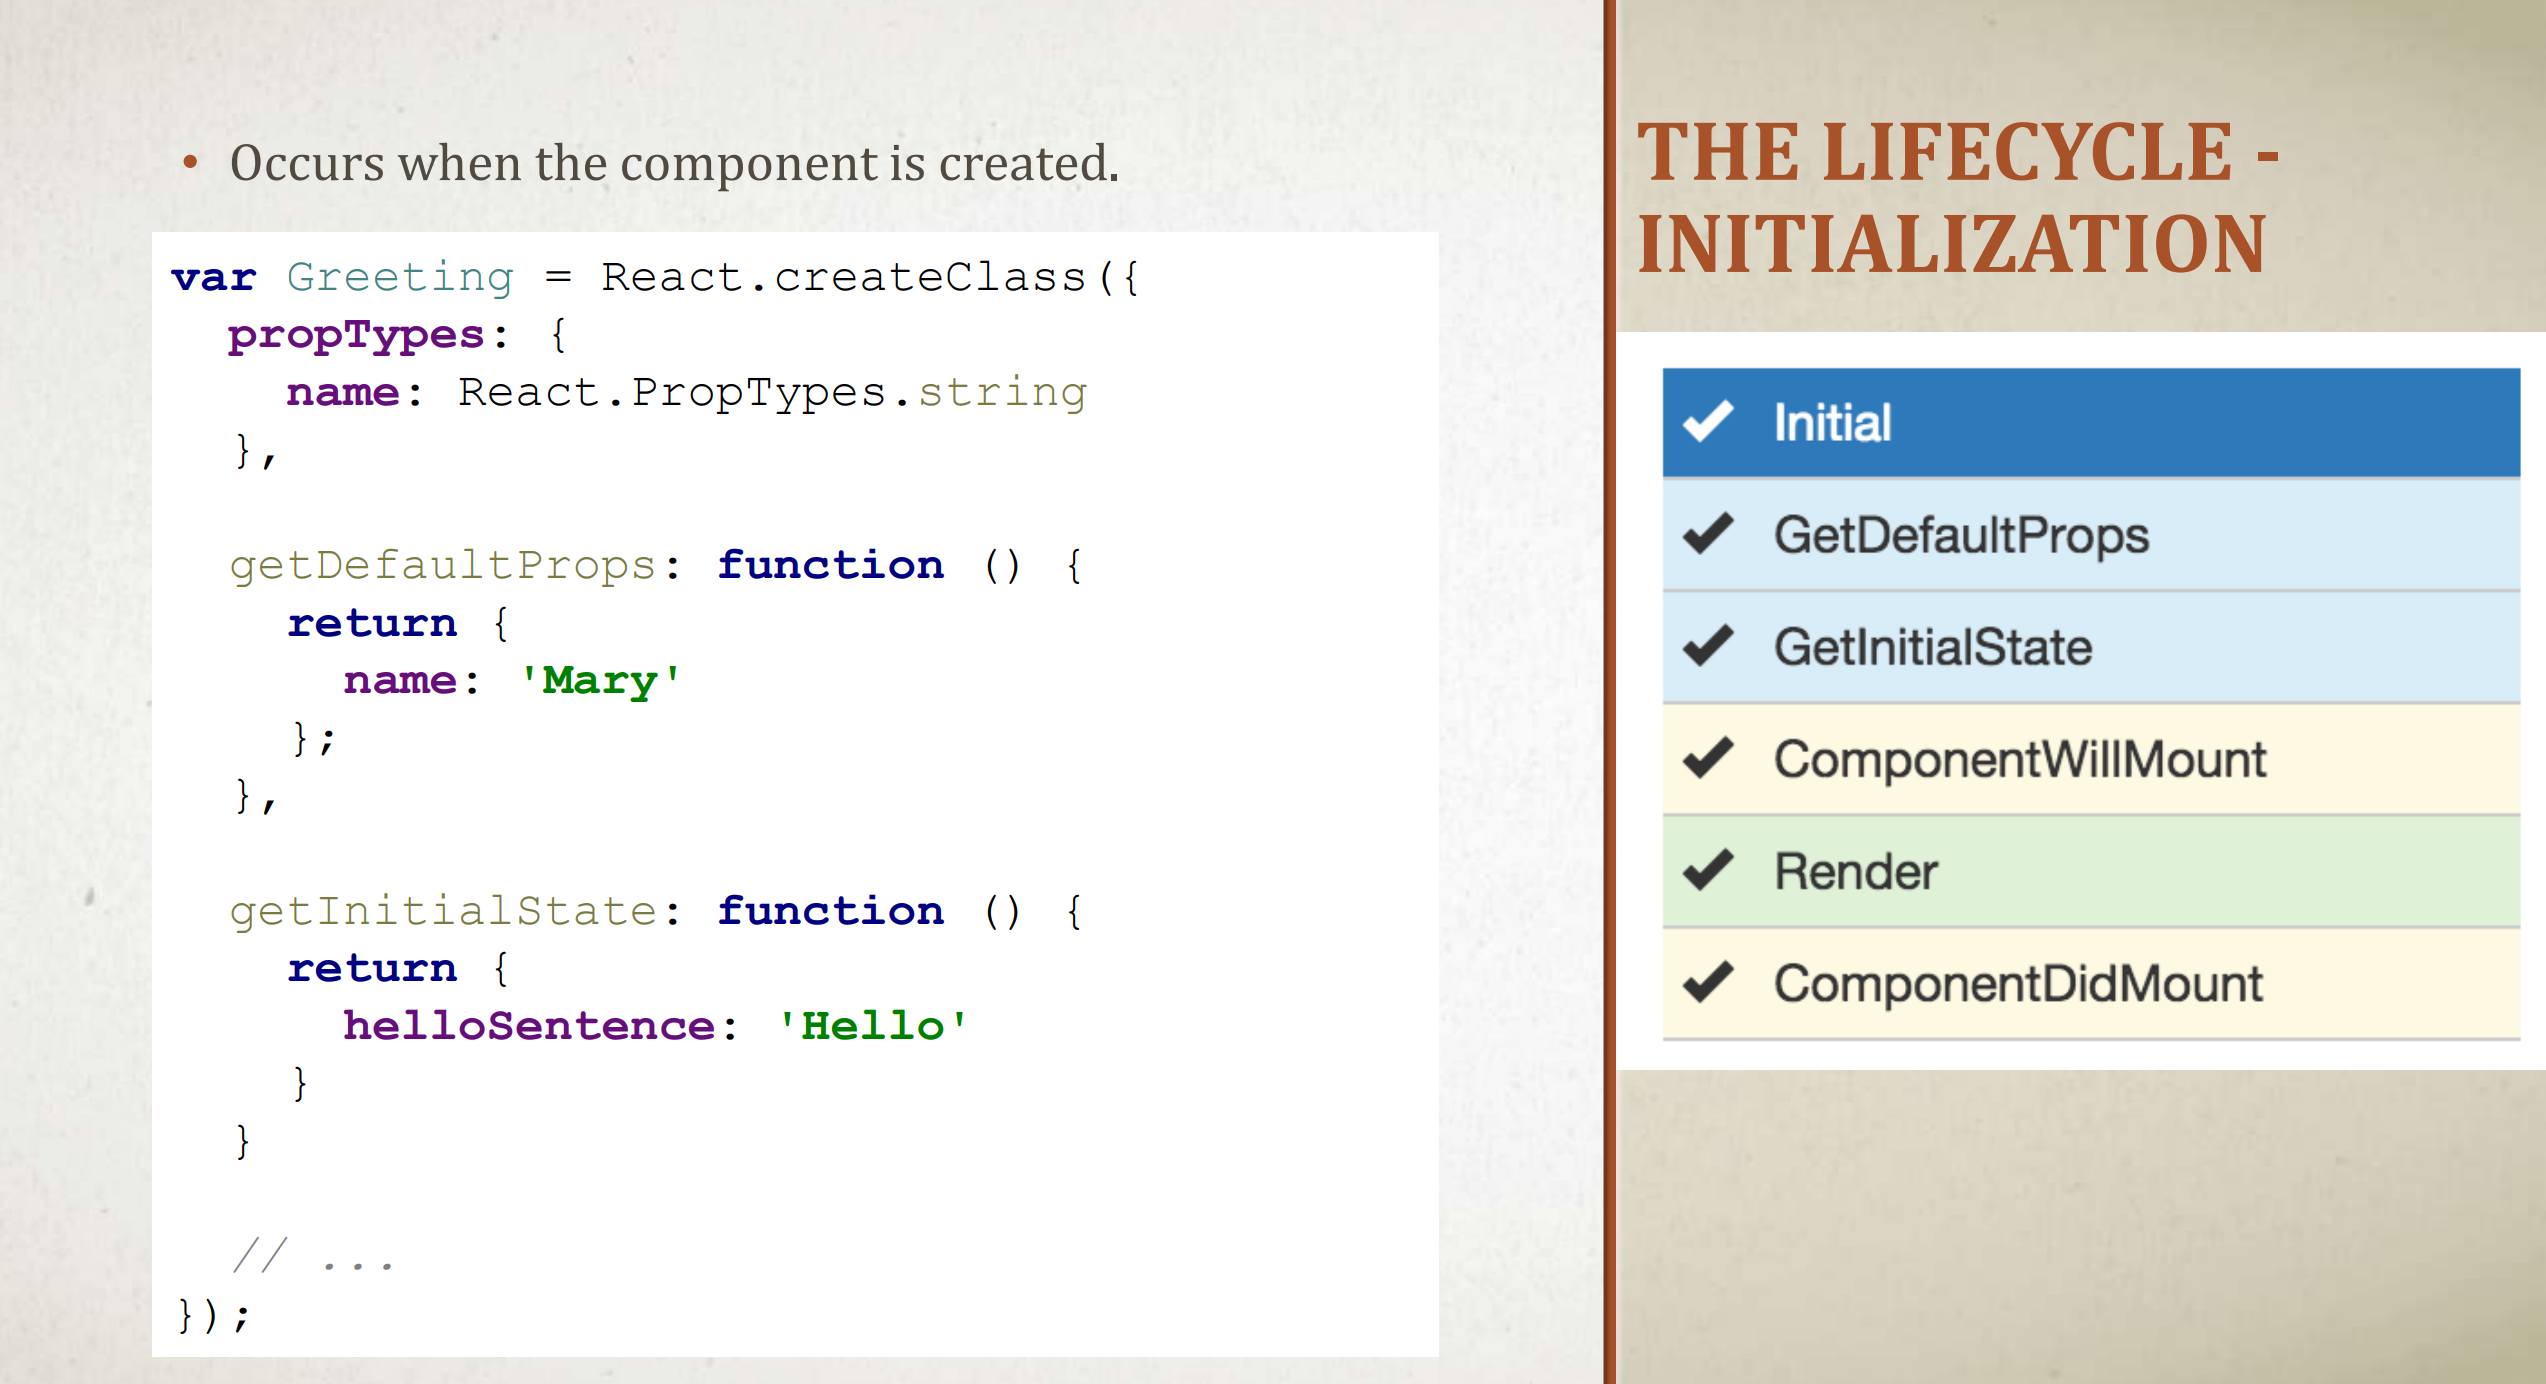 • Occurs when the component is created.
var Greeting = React.createClass({
  propTypes: {
    name: React.PropTypes.string
  },

  getDefaultProps: function () {
    return {
      name: 'Mary'
    };
  },

  getInitialState: function () {
    return {
      helloSentence: 'Hello'
    }
  }

  // ...
});
THE LIFECYCLE -
INITIALIZATION
Initial
GetDefaultProps
GetInitialState
ComponentWillMount
Render
ComponentDidMount